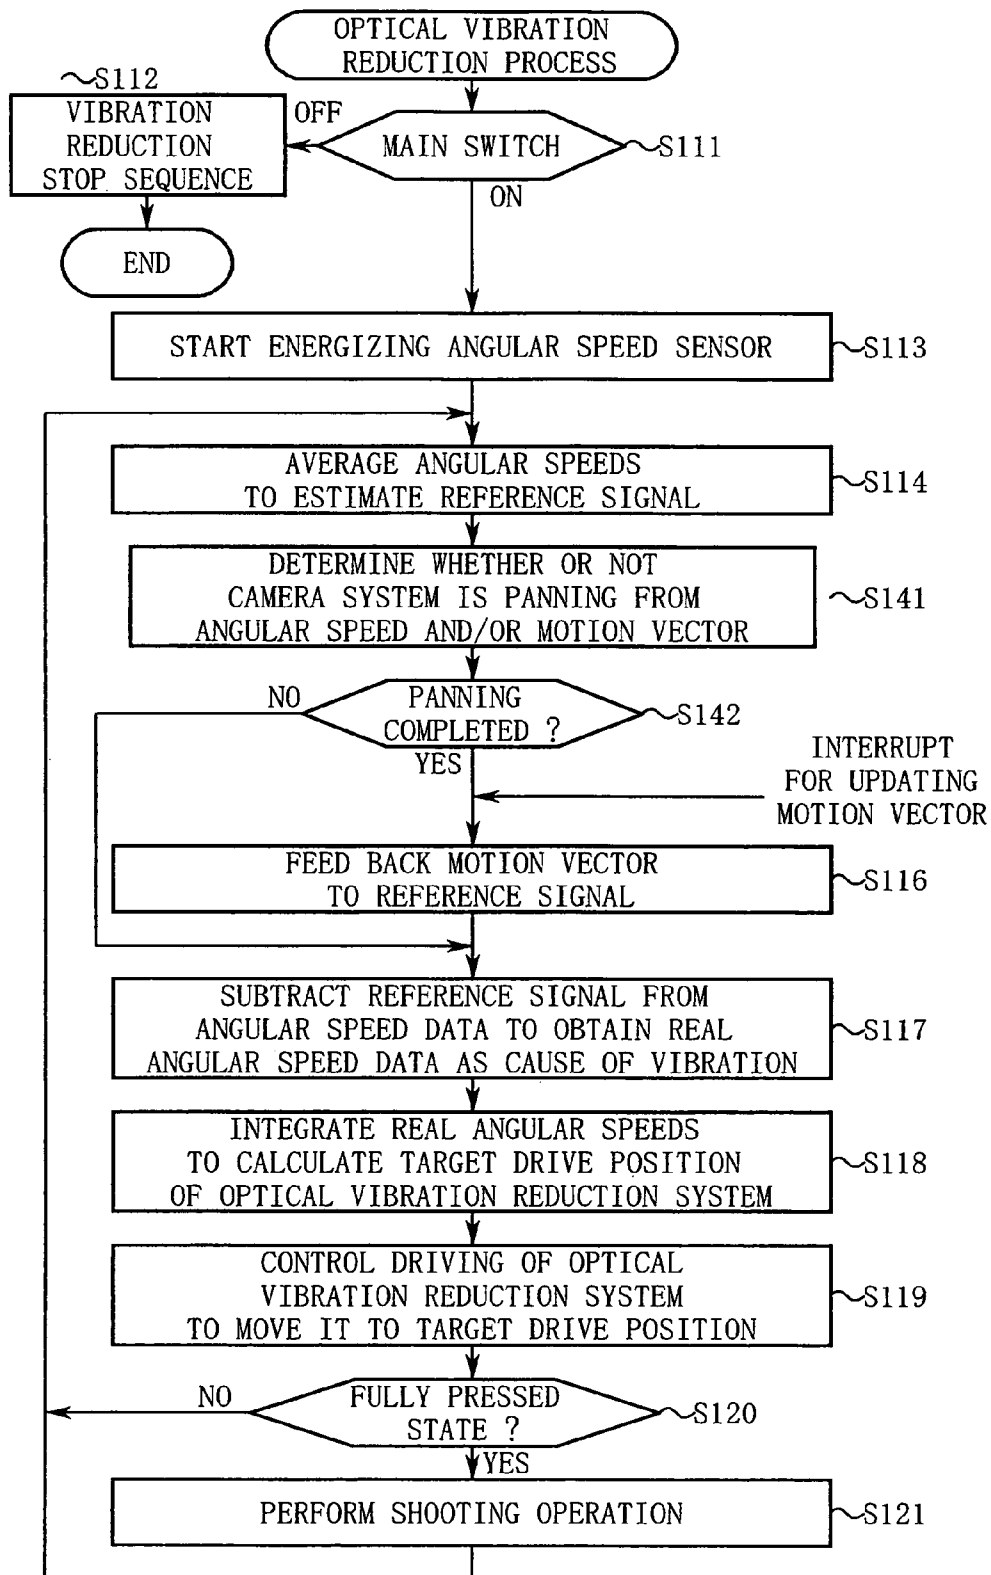 OPTICAL VIBRATION
REDUCTION PROCESS
S112
VIBRATION
REDUCTION
STOP SEQUENCE
OFF
MAIN SWITCH
S111
ON
END
START ENERGIZING ANGULAR SPEED SENSOR
S113
AVERAGE ANGULAR SPEEDS
TO ESTIMATE REFERENCE SIGNAL
S114
DETERMINE WHETHER OR NOT
CAMERA SYSTEM IS PANNING FROM
ANGULAR SPEED AND/OR MOTION VECTOR
S141
NO
PANNING
COMPLETED ?
S142
YES
INTERRUPT
FOR UPDATING
MOTION VECTOR
FEED BACK MOTION VECTOR
TO REFERENCE SIGNAL
S116
SUBTRACT REFERENCE SIGNAL FROM
ANGULAR SPEED DATA TO OBTAIN REAL
ANGULAR SPEED DATA AS CAUSE OF VIBRATION
S117
INTEGRATE REAL ANGULAR SPEEDS
TO CALCULATE TARGET DRIVE POSITION
OF OPTICAL VIBRATION REDUCTION SYSTEM
S118
CONTROL DRIVING OF OPTICAL
VIBRATION REDUCTION SYSTEM
TO MOVE IT TO TARGET DRIVE POSITION
S119
NO
FULLY PRESSED
STATE ?
S120
YES
PERFORM SHOOTING OPERATION
S121